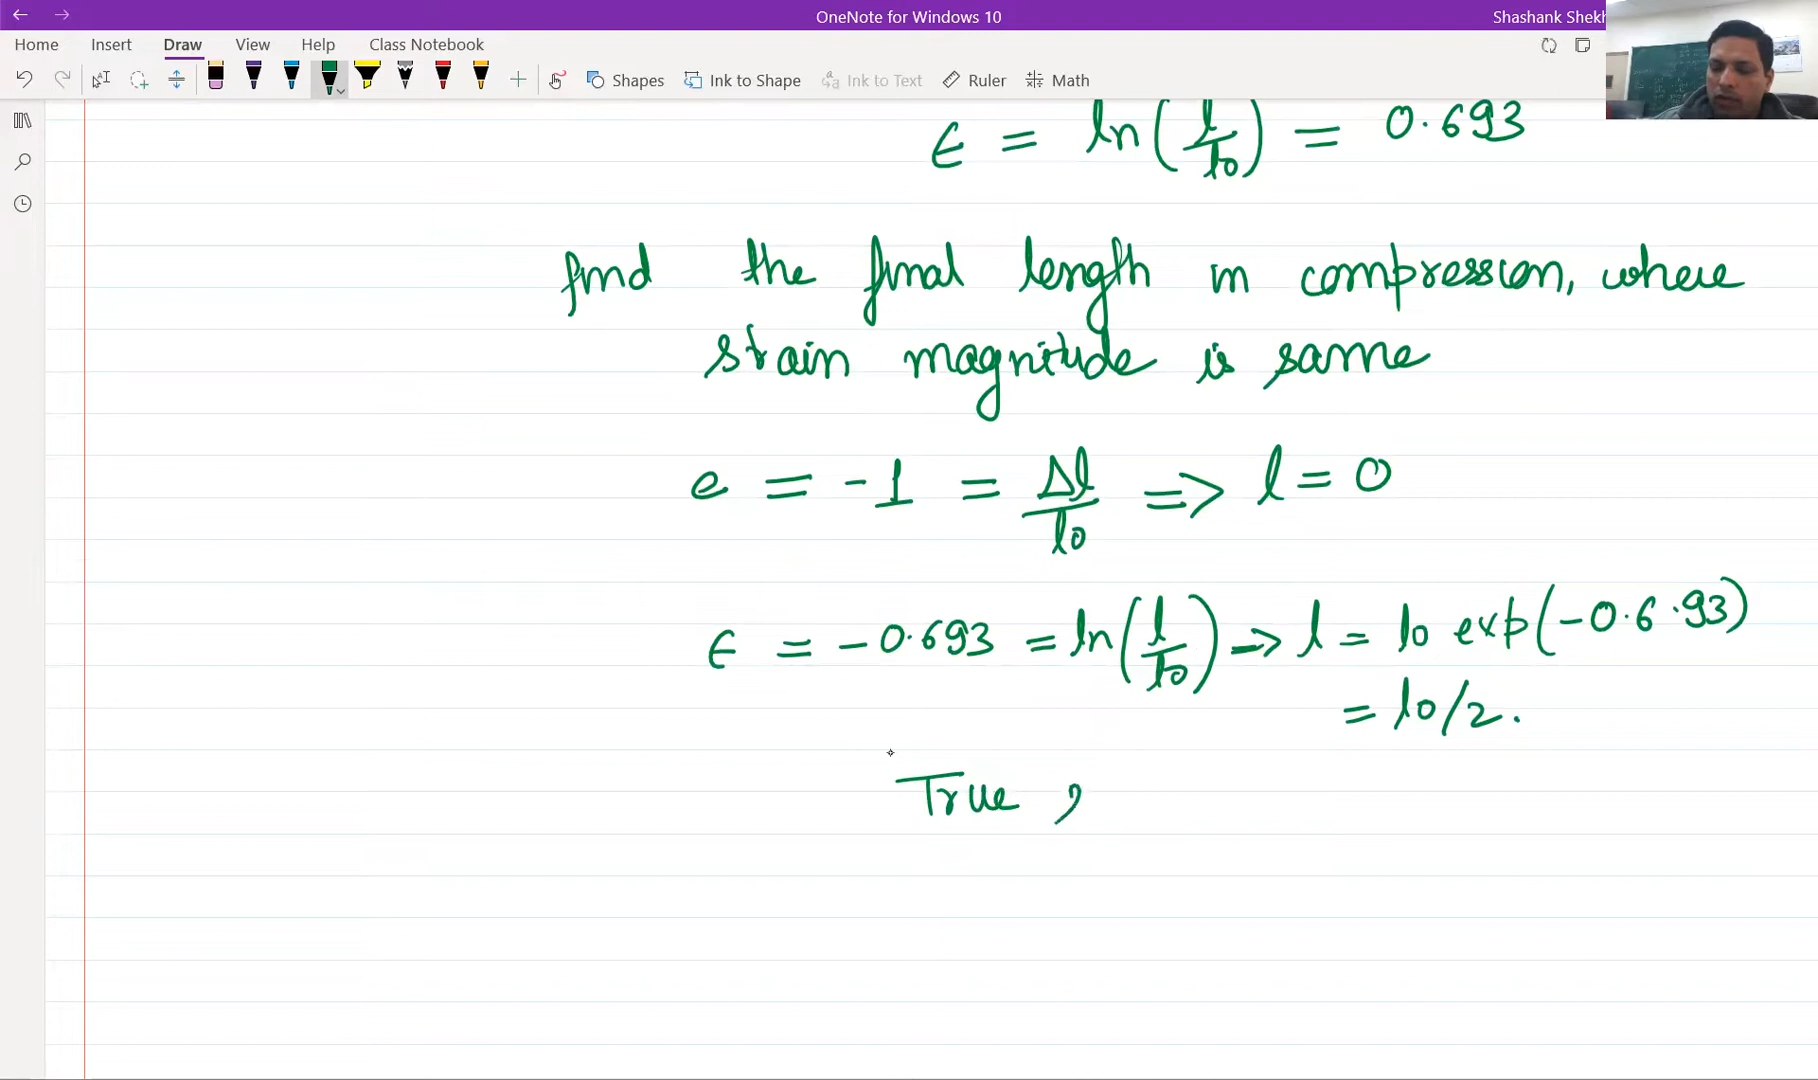 OneNote for Windows 10
Shashank Shekh
Home Insert Draw View Help Class Notebook
Shapes Ink to Shape Ink to Text Ruler Math
ϵ = ln(l/l0) = 0.693
find the final length in compression, where
strain magnitude is same
e = -1 = Δl/l0 => l = 0
ϵ = -0.693 = ln(l/l0) -> l = l0 exp(-0.6.93)
= l0/2.
True ,